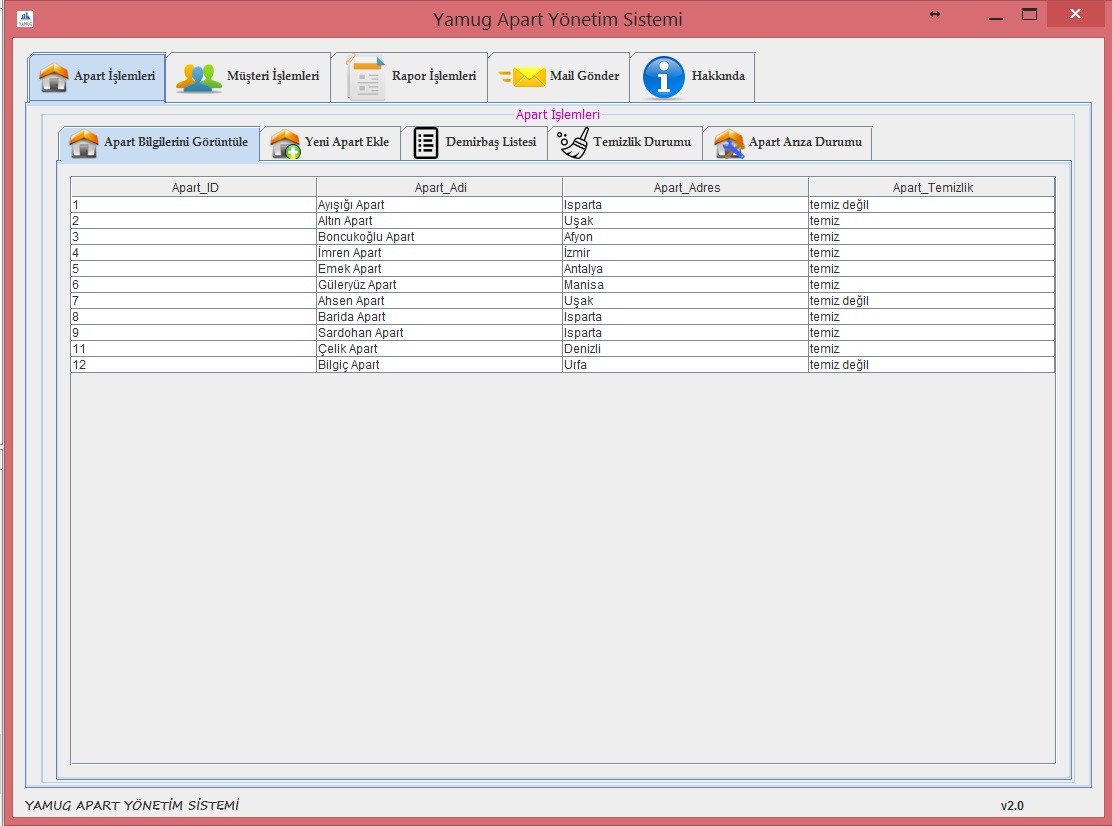 Yamug Apart Yönetim Sistemi
Apart İşlemleri Müşteri İşlemleri Rapor İşlemleri Mail Gönder Hakkında
Apart İşlemleri
Apart Bilgilerini Görüntüle Yeni Apart Ekle Demirbaş Listesi Temizlik Durumu Apart Arıza Durumu
Apart_ID Apart_Adi Apart_Adres Apart_Temizlik
1 Ayışığı Apart Isparta temiz değil
2 Altın Apart Uşak temiz
3 Boncukoğlu Apart Afyon temiz
4 İmren Apart İzmir temiz
5 Emek Apart Antalya temiz
6 Güleryüz Apart Manisa temiz
7 Ahsen Apart Uşak temiz değil
8 Barida Apart Isparta temiz
9 Sardohan Apart Isparta temiz
11 Çelik Apart Denizli temiz
12 Bilgiç Apart Urfa temiz değil
YAMUG APART YÖNETİM SİSTEMİ v2.0